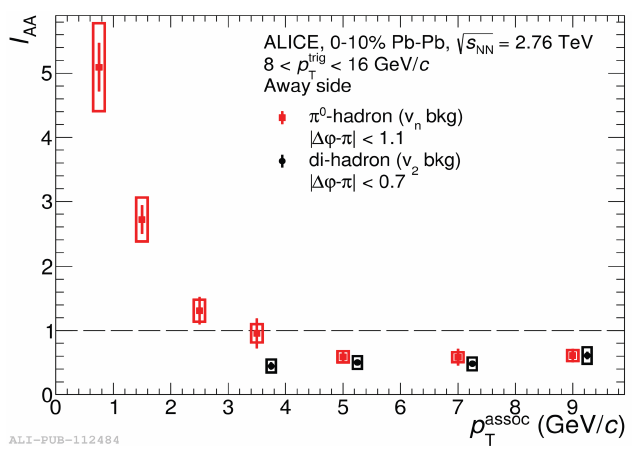 I_AA
ALICE, 0-10% Pb-Pb, √s_NN = 2.76 TeV
8 < p_T^trig < 16 GeV/c
Away side
π⁰-hadron (v_n bkg)
|Δφ-π| < 1.1
di-hadron (v_2 bkg)
|Δφ-π| < 0.7
5
4
3
2
1
0
0 1 2 3 4 5 6 7 8 9
p_T^assoc (GeV/c)
ALI-PUB-112484